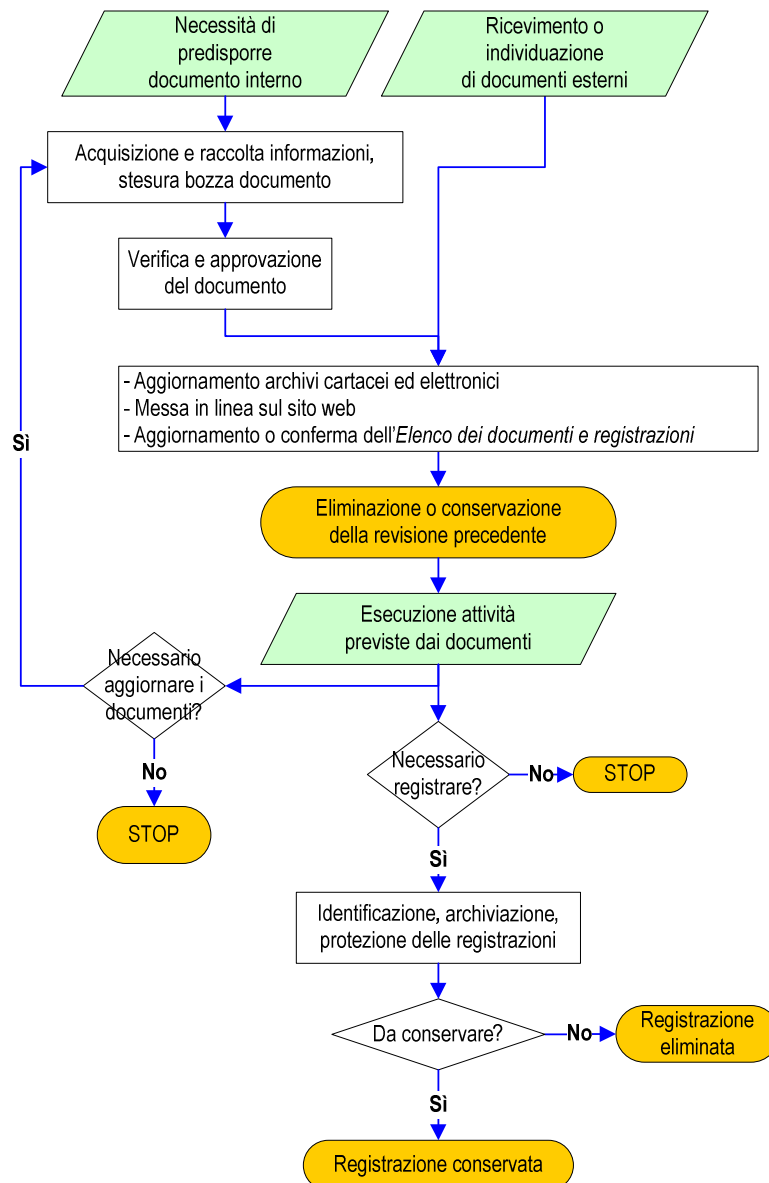 Necessità di
predisporre
documento interno
Ricevimento o
individuazione
di documenti esterni
Acquisizione e raccolta informazioni,
stesura bozza documento
Verifica e approvazione
del documento
- Aggiornamento archivi cartacei ed elettronici
- Messa in linea sul sito web
- Aggiornamento o conferma dell'Elenco dei documenti e registrazioni
Sì
Eliminazione o conservazione
della revisione precedente
Esecuzione attività
previste dai documenti
Necessario
aggiornare i
documenti?
No
STOP
Necessario
registrare?
No
STOP
Sì
Identificazione, archiviazione,
protezione delle registrazioni
Da conservare?
No
Registrazione
eliminata
Sì
Registrazione conservata